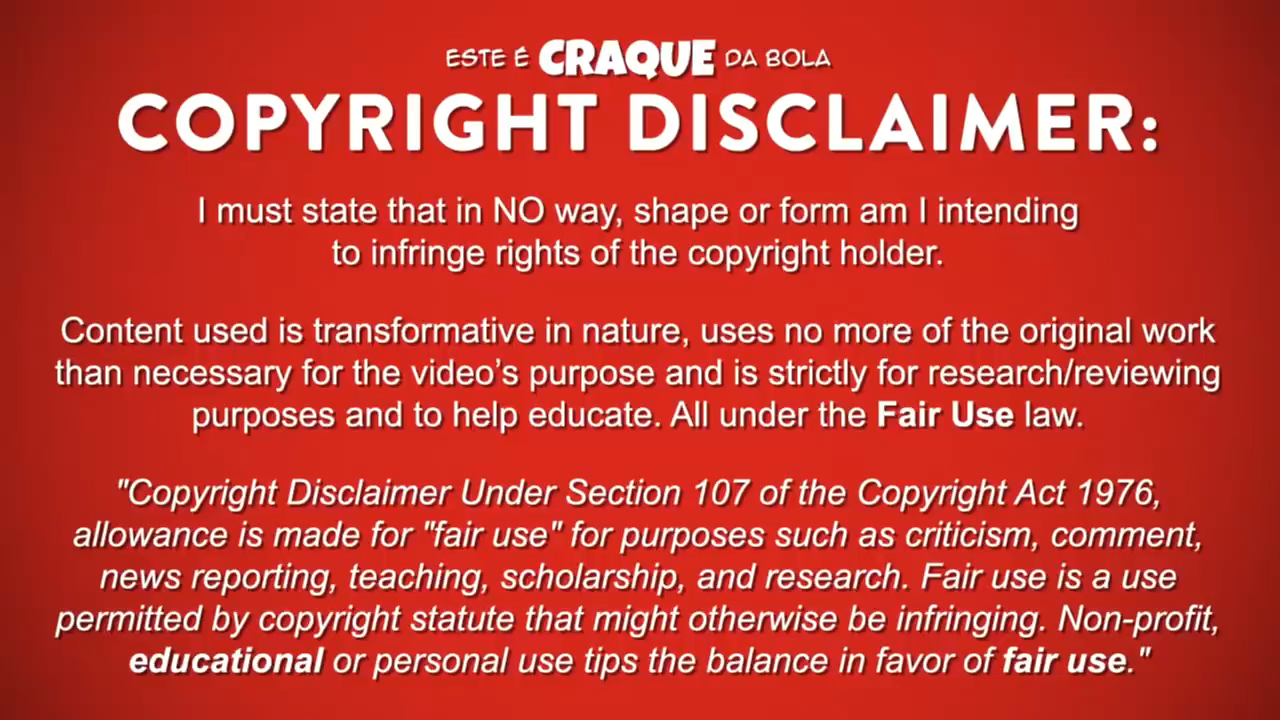 ESTE É CRAQUE DA BOLA
COPYRIGHT DISCLAIMER:
I must state that in NO way, shape or form am I intending
to infringe rights of the copyright holder.
Content used is transformative in nature, uses no more of the original work
than necessary for the video’s purpose and is strictly for research/reviewing
purposes and to help educate. All under the Fair Use law.
"Copyright Disclaimer Under Section 107 of the Copyright Act 1976,
allowance is made for "fair use" for purposes such as criticism, comment,
news reporting, teaching, scholarship, and research. Fair use is a use
permitted by copyright statute that might otherwise be infringing. Non-profit,
educational or personal use tips the balance in favor of fair use."